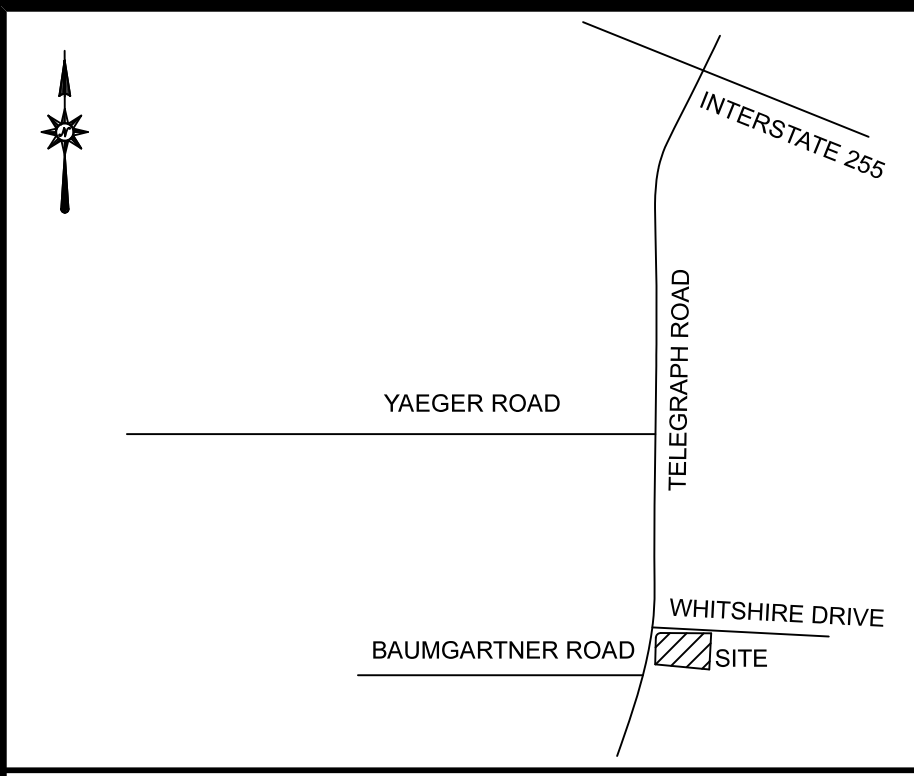 N
INTERSTATE 255
TELEGRAPH ROAD
YAEGER ROAD
WHITSHIRE DRIVE
BAUMGARTNER ROAD
SITE